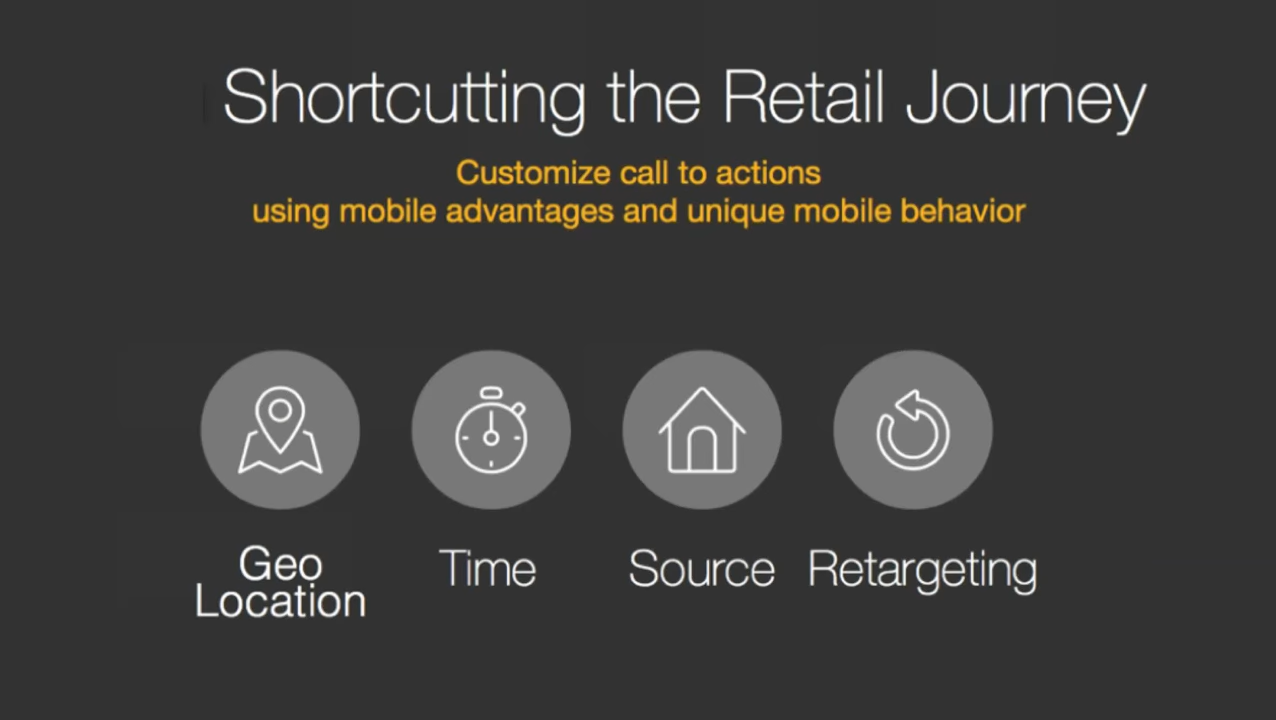 Shortcutting the Retail Journey
Customize call to actions
using mobile advantages and unique mobile behavior
Geo
Location
Time
Source
Retargeting